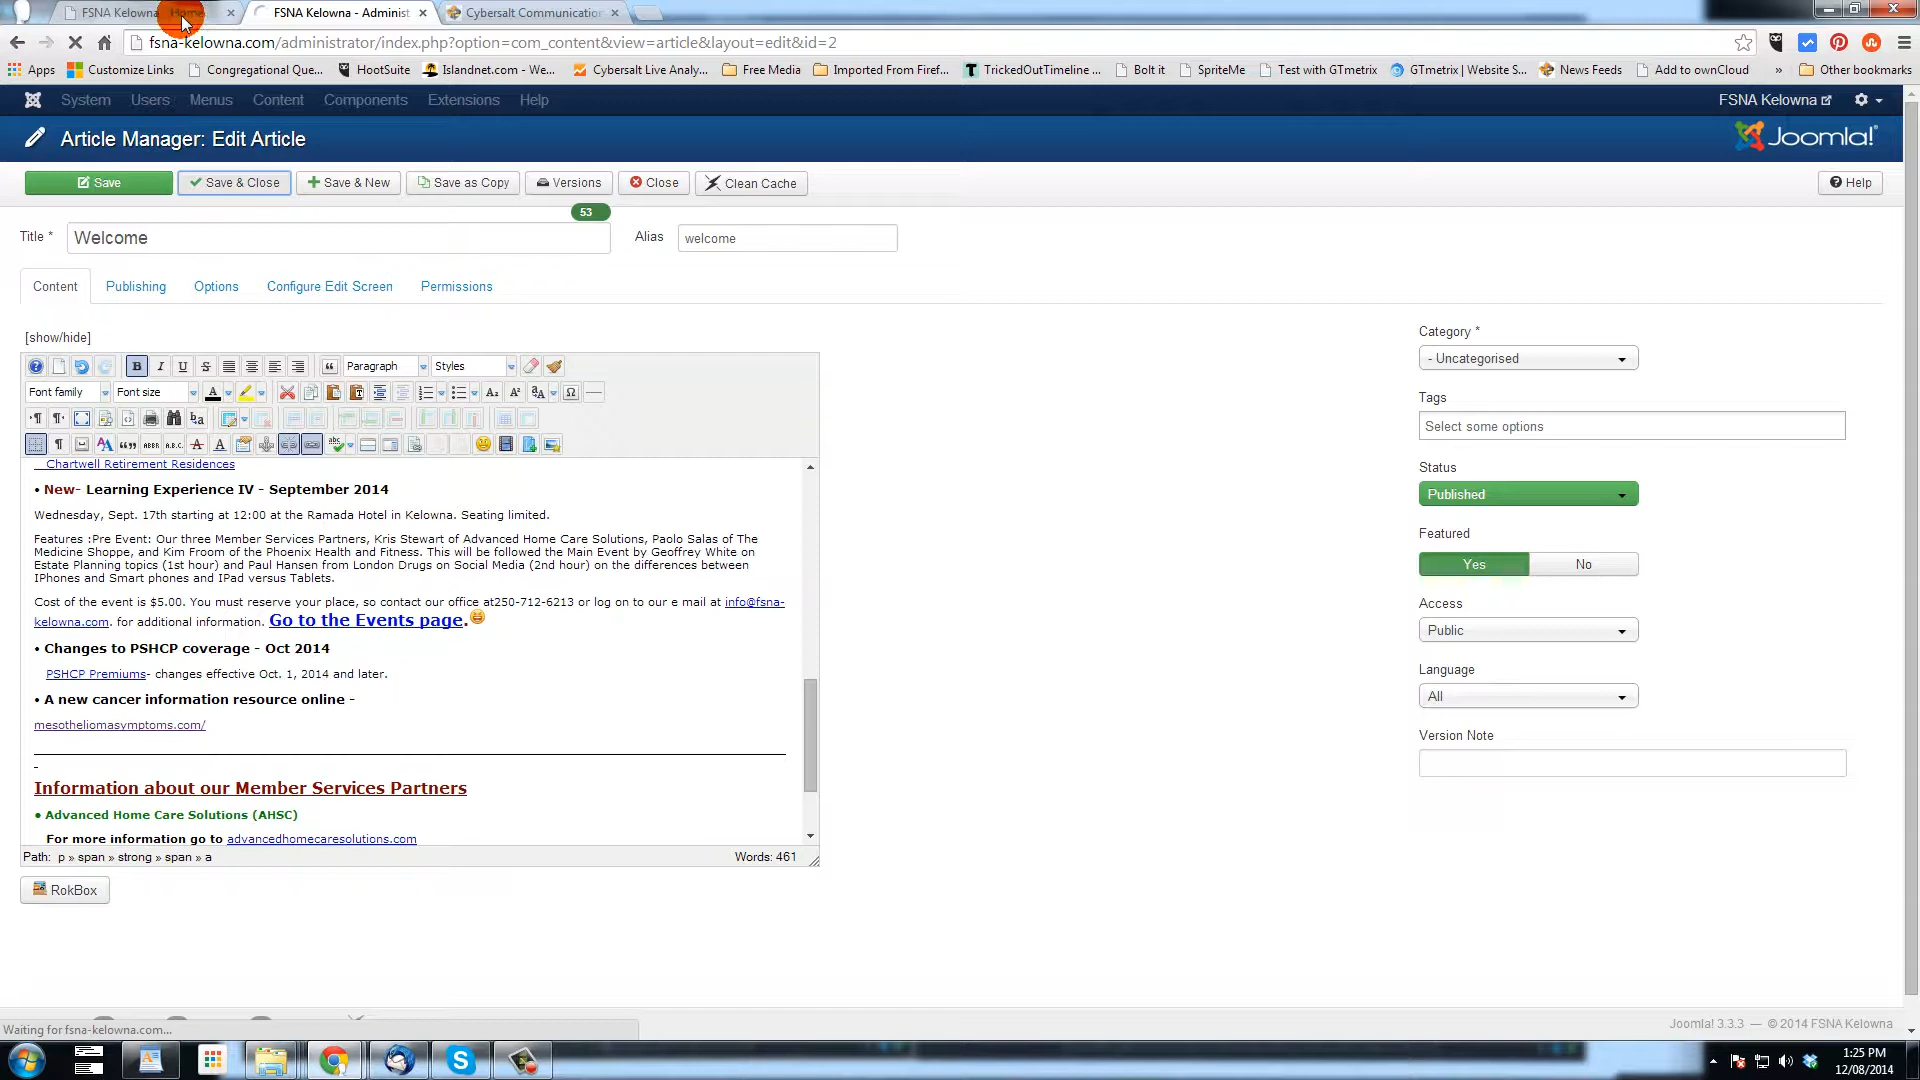 FSNA Kelowna - Home
FSNA Kelowna - Administ
Cybersalt Communication
fsna-kelowna.com/administrator/index.php?option=com_content&view=article&layout=edit&id=2
Apps
Customize Links
Congregational Que...
HootSuite
Islandnet.com - We...
Cybersalt Live Analy...
Free Media
Imported From Firef...
TrickedOutTimeline ...
Bolt it
SpriteMe
Test with GTmetrix
GTmetrix | Website S...
News Feeds
Add to ownCloud
»
Other bookmarks
System
Users
Menus
Content
Components
Extensions
Help
FSNA Kelowna
Article Manager: Edit Article
Joomla!
Save
Save & Close
Save & New
Save as Copy
Versions
Close
Clean Cache
Help
53
Title *
Welcome
Alias
welcome
Content
Publishing
Options
Configure Edit Screen
Permissions
[show/hide]
Paragraph
Styles
Font family
Font size
Chartwell Retirement Residences
• New- Learning Experience IV - September 2014
Wednesday, Sept. 17th starting at 12:00 at the Ramada Hotel in Kelowna. Seating limited.
Features :Pre Event: Our three Member Services Partners, Kris Stewart of Advanced Home Care Solutions, Paolo Salas of The
Medicine Shoppe, and Kim Froom of the Phoenix Health and Fitness. This will be followed the Main Event by Geoffrey White on
Estate Planning topics (1st hour) and Paul Hansen from London Drugs on Social Media (2nd hour) on the differences between
IPhones and Smart phones and IPad versus Tablets.
Cost of the event is $5.00. You must reserve your place, so contact our office at250-712-6213 or log on to our e mail at info@fsna-
kelowna.com. for additional information. Go to the Events page.
• Changes to PSHCP coverage - Oct 2014
PSHCP Premiums- changes effective Oct. 1, 2014 and later.
• A new cancer information resource online -
mesotheliomasymptoms.com/
Information about our Member Services Partners
• Advanced Home Care Solutions (AHSC)
For more information go to advancedhomecaresolutions.com
Path: p » span » strong » span » a
Words: 461
RokBox
Category *
- Uncategorised
Tags
Select some options
Status
Published
Featured
Yes
No
Access
Public
Language
All
Version Note
Waiting for fsna-kelowna.com...
Joomla! 3.3.3 — © 2014 FSNA Kelowna
1:25 PM
12/08/2014